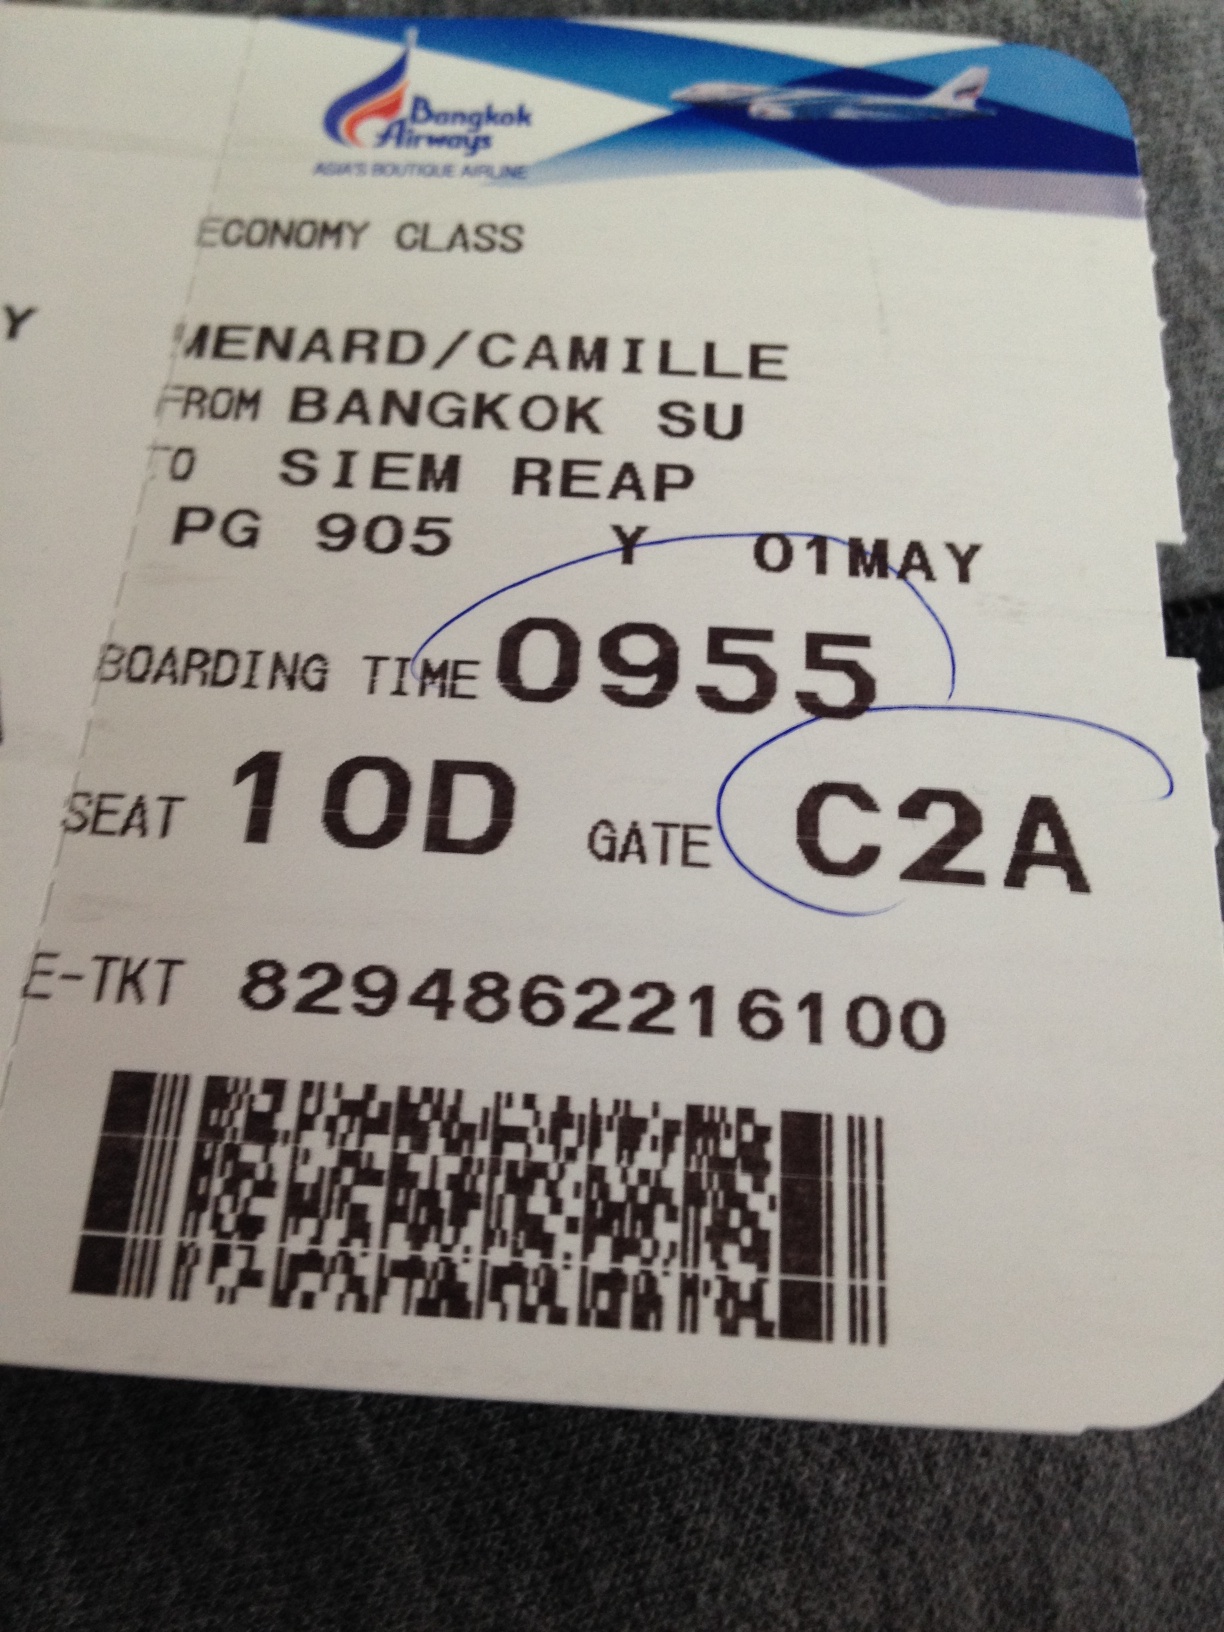 Bangkok
Airways
ASIA'S BOUTIQUE AIRLINE
ECONOMY CLASS
Y
MENARD/CAMILLE
FROM BANGKOK SU
TO SIEM REAP
PG 905 Y 01MAY
BOARDING TIME 0955
SEAT 10D GATE C2A
E-TKT 8294862216100